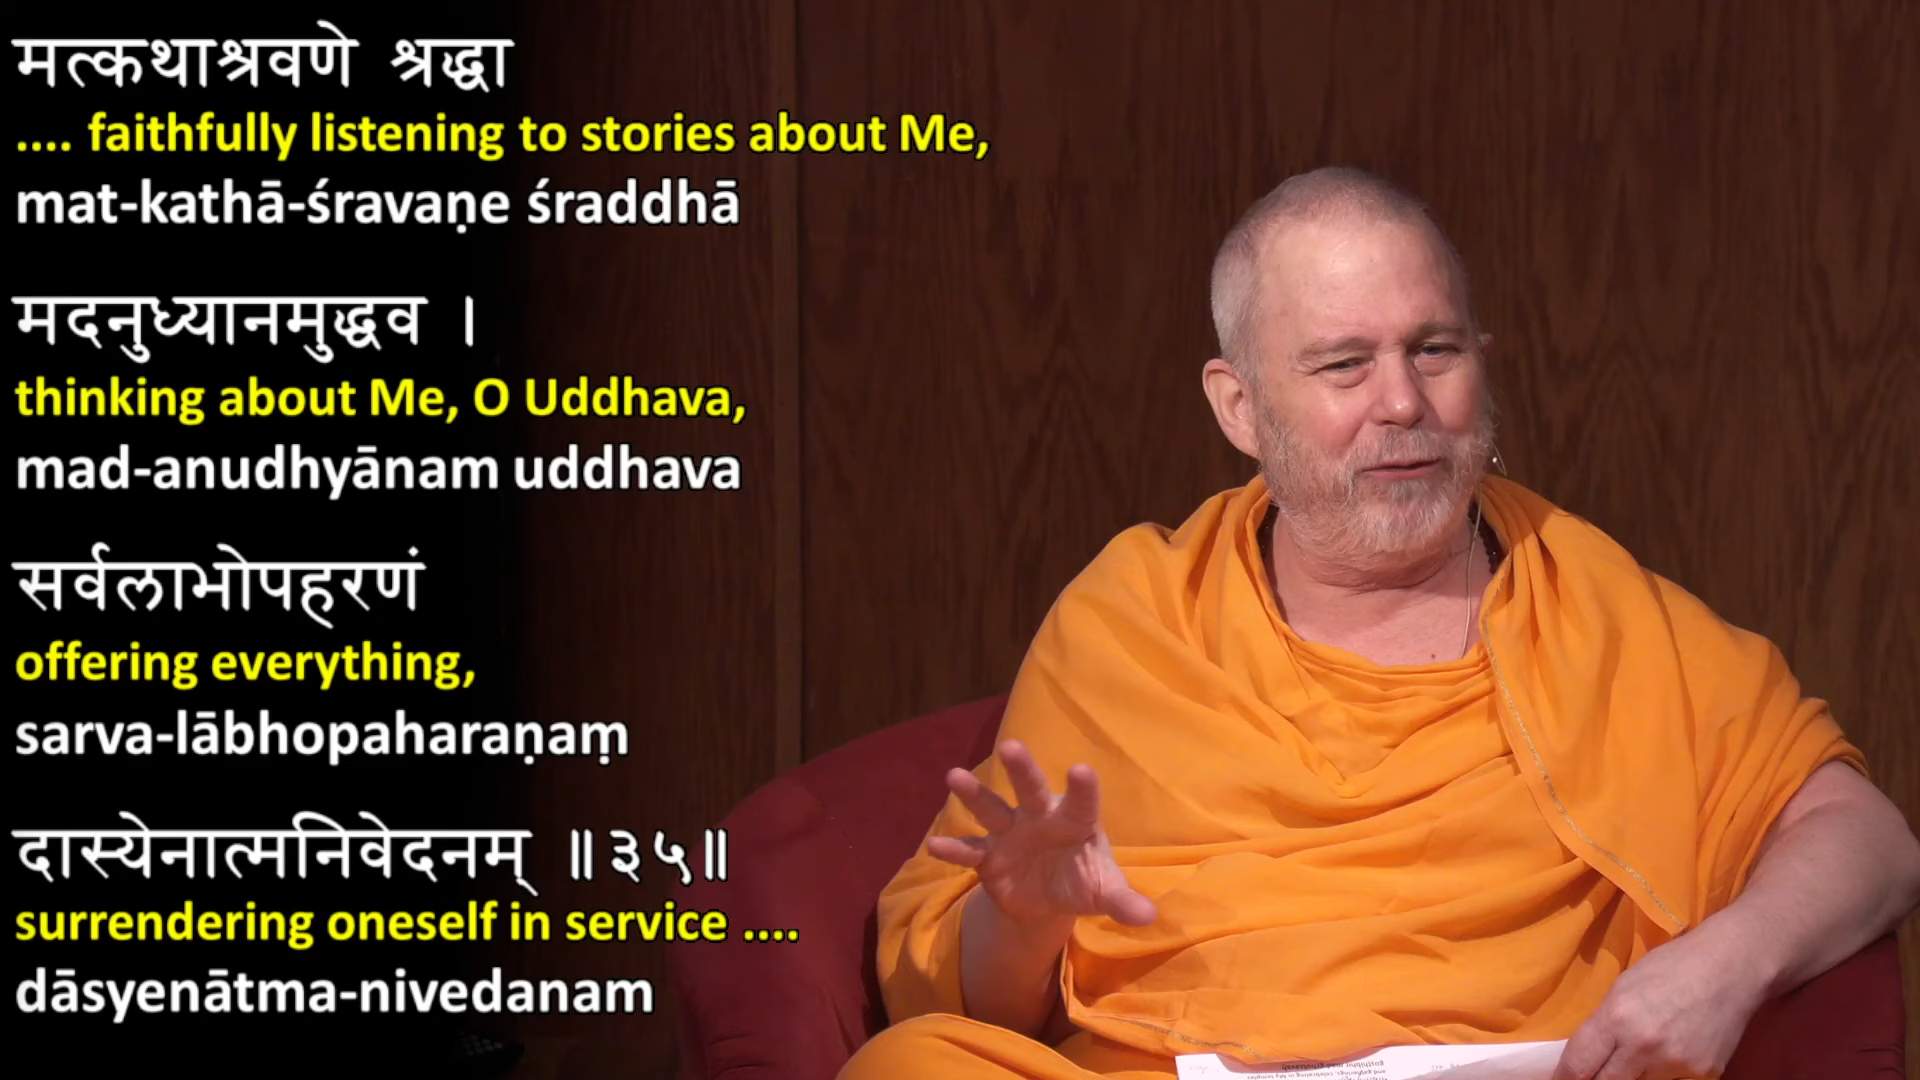 मत्कथाश्रवणे श्रद्धा
.... faithfully listening to stories about Me,
mat-kathā-śravaṇe śraddhā
मदनुध्यानमुद्धव ।
thinking about Me, O Uddhava,
mad-anudhyānam uddhava
सर्वलाभोपहरणं
offering everything,
sarva-lābhopaharaṇaṃ
दास्येनात्मनिवेदनम् ॥३५॥
surrendering oneself in service ....
dāsyenātma-nivedanam